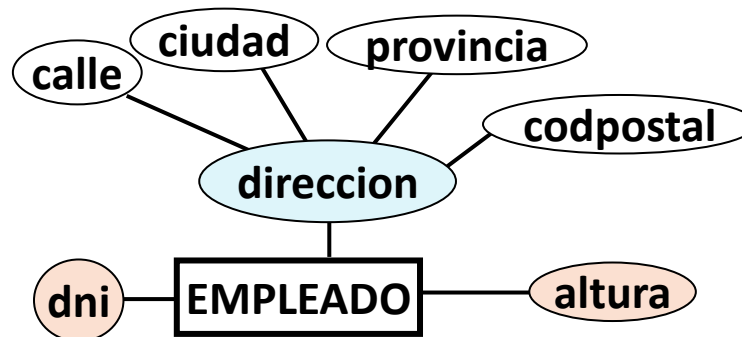 ciudad
provincia
calle
codpostal
direccion
dni
EMPLEADO
altura